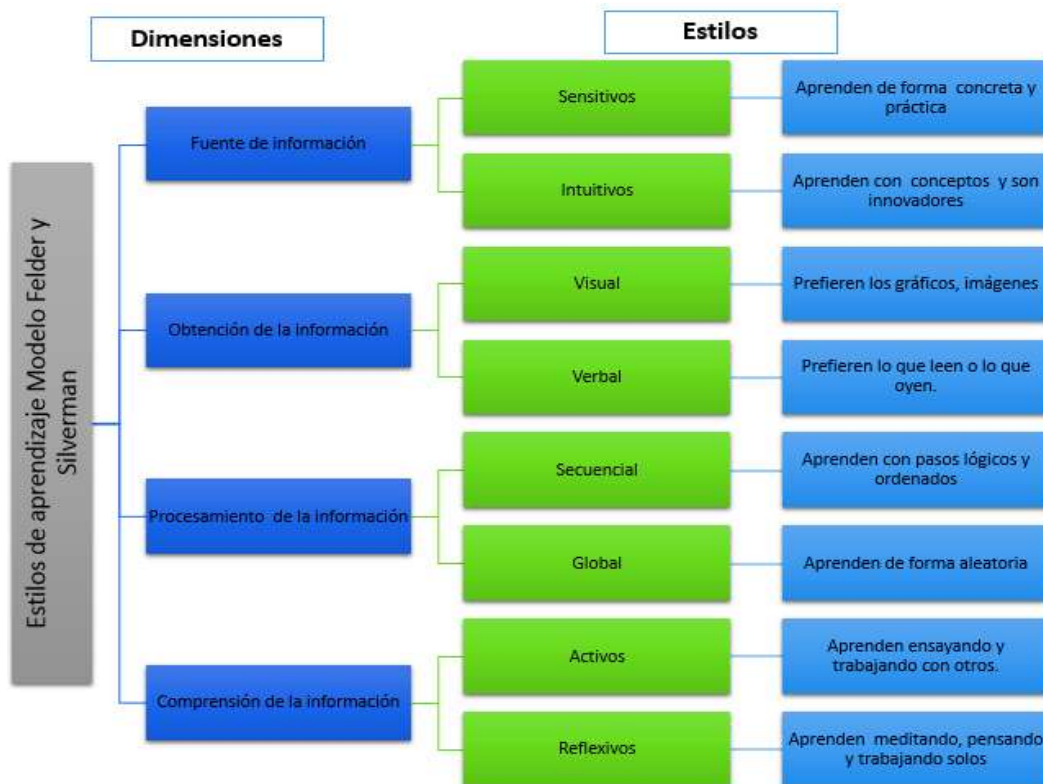 Dimensiones
Estilos
Estilos de aprendizaje Modelo Felder y
Silverman
Fuente de información
Sensitivos
Aprenden de forma concreta y
práctica
Intuitivos
Aprenden con conceptos y son
innovadores
Obtención de la información
Visual
Prefieren los gráficos, imágenes
Verbal
Prefieren lo que leen o lo que
oyen.
Procesamiento de la información
Secuencial
Aprenden con pasos lógicos y
ordenados
Global
Aprenden de forma aleatoria
Comprensión de la información
Activos
Aprenden ensayando y
trabajando con otros.
Reflexivos
Aprenden meditando, pensando
y trabajando solos